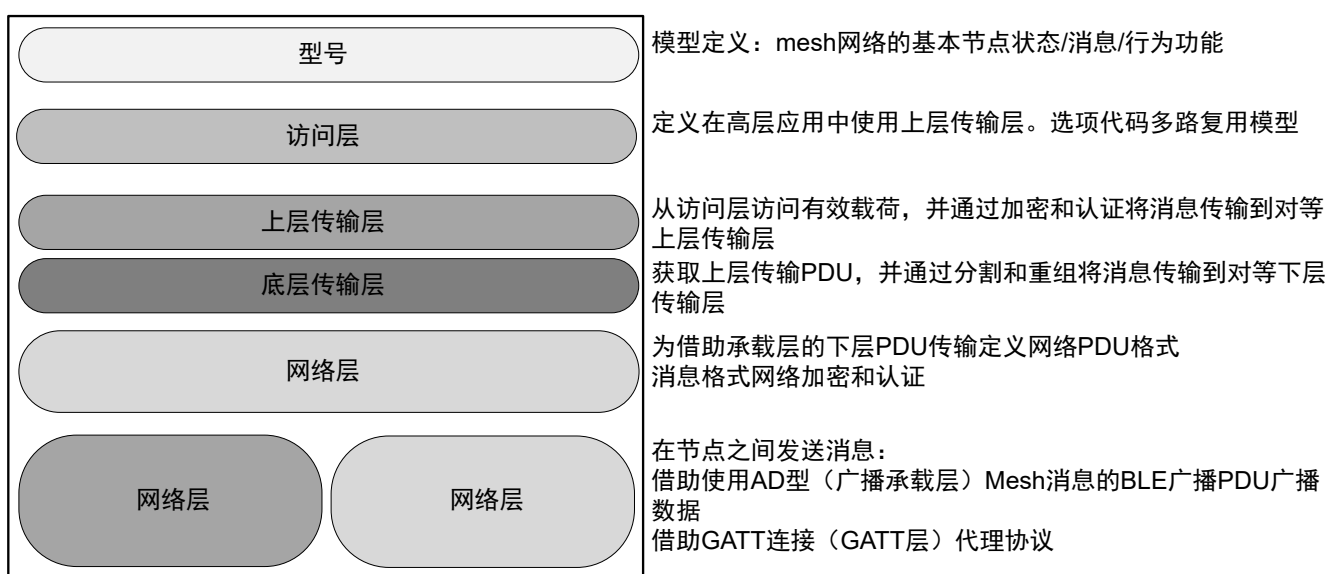 型号
模型定义：mesh网络的基本节点状态/消息/行为功能
访问层
定义在高层应用中使用上层传输层。选项代码多路复用模型
上层传输层
从访问层访问有效载荷，并通过加密和认证将消息传输到对等
上层传输层
底层传输层
获取上层传输PDU，并通过分割和重组将消息传输到对等下层
传输层
网络层
为借助承载层的下层PDU传输定义网络PDU格式
消息格式网络加密和认证
网络层
网络层
在节点之间发送消息：
借助使用AD型（广播承载层）Mesh消息的BLE广播PDU广播
数据
借助GATT连接（GATT层）代理协议